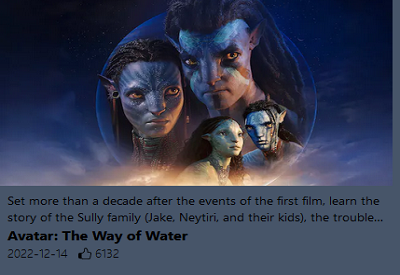 Set more than a decade after the events of the first film, learn the
story of the Sully family (Jake, Neytiri, and their kids), the trouble...
Avatar: The Way of Water
2022-12-14 6132